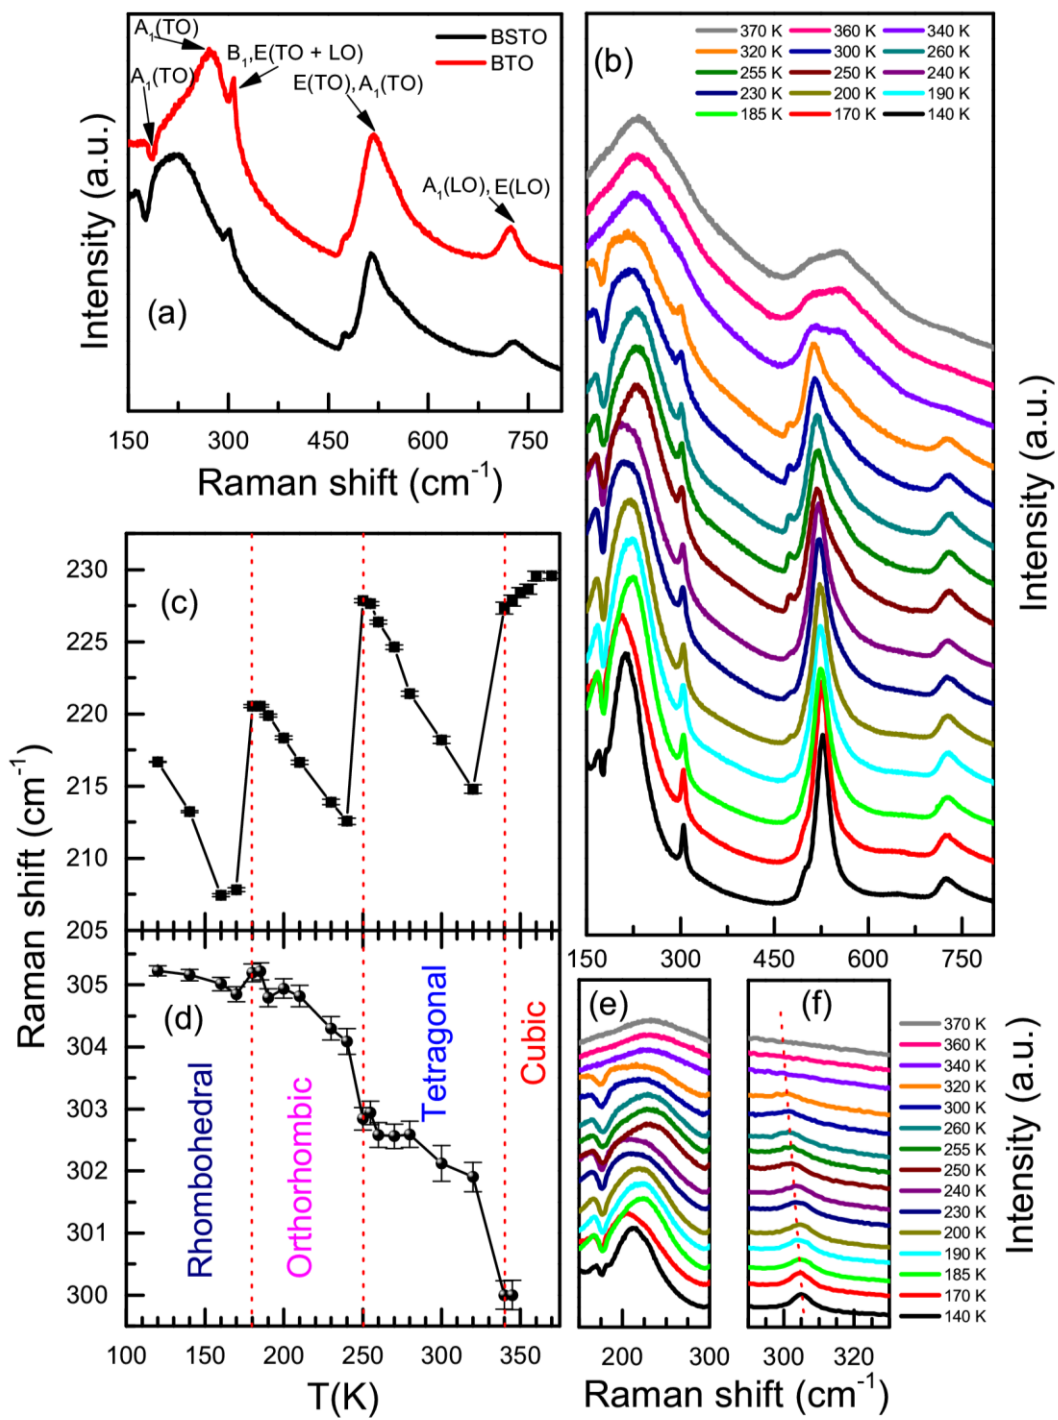 A₁(TO)
BSTO
BTO
B₁,E(TO + LO)
A₁(TO)
E(TO),A₁(TO)
A₁(LO),E(LO)
(a)
Intensity (a.u.)
150 300 450 600 750
Raman shift (cm⁻¹)
(b)
370 K 360 K 340 K
320 K 300 K 260 K
255 K 250 K 240 K
230 K 200 K 190 K
185 K 170 K 140 K
Intensity (a.u.)
150 300 450 600 750
(c)
230
225
220
215
210
205
Raman shift (cm⁻¹)
(d)
305
304
303
302
301
300
Rhombohedral
Orthorhombic
Tetragonal
Cubic
100 150 200 250 300 350
T(K)
(e)
(f)
370 K
360 K
340 K
320 K
300 K
260 K
255 K
250 K
240 K
230 K
200 K
190 K
185 K
170 K
140 K
Intensity (a.u.)
200 300
300 320
Raman shift (cm⁻¹)